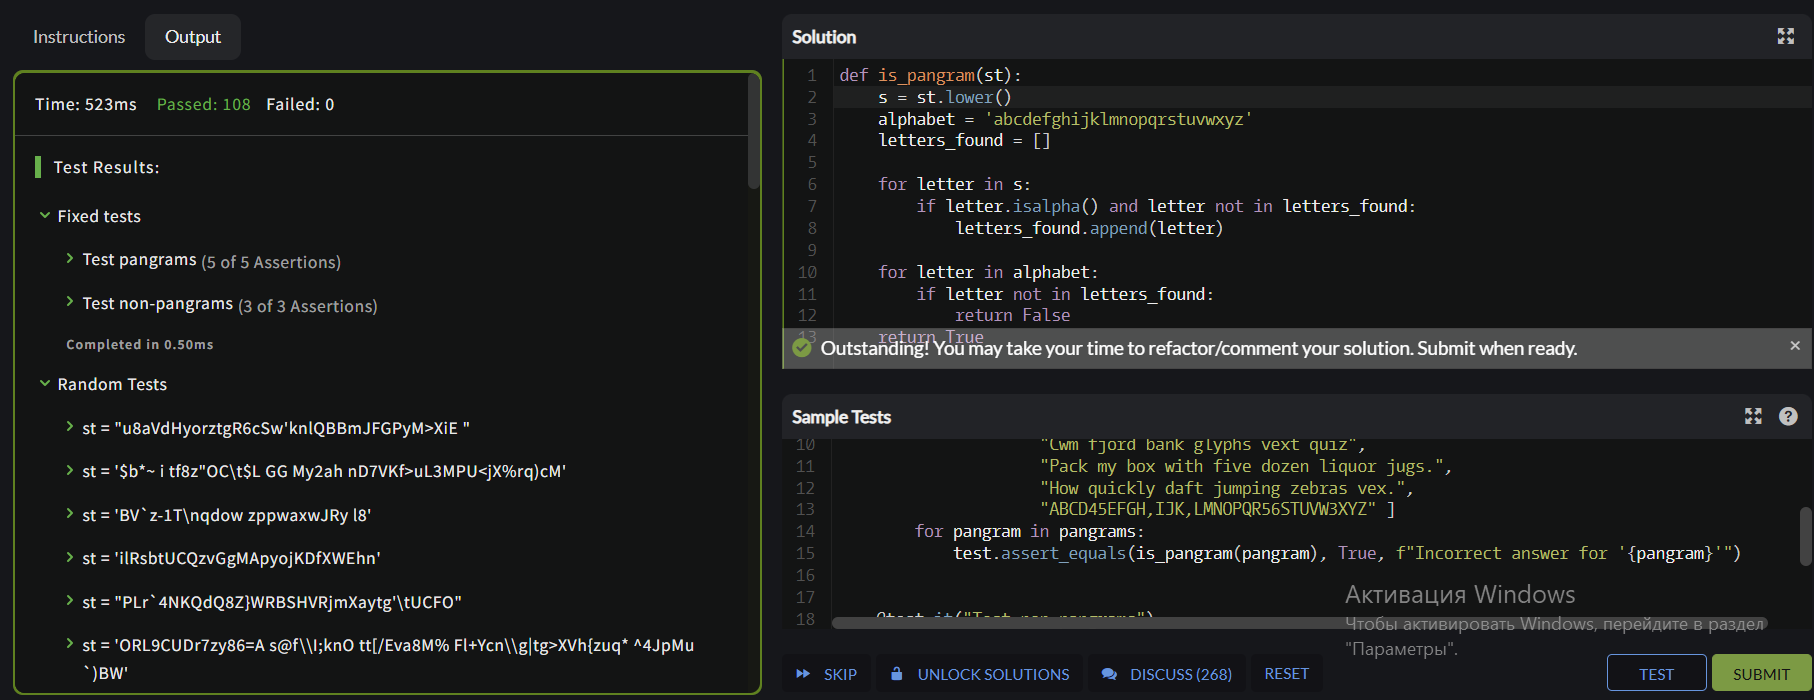 Instructions
Output
Time: 523ms Passed: 108 Failed: 0
Test Results:
Fixed tests
Test pangrams (5 of 5 Assertions)
Test non-pangrams (3 of 3 Assertions)
Completed in 0.50ms
Random Tests
st = "u8aVdHyorztgR6cSw'knlQBBmJFGPyM>XiE "
st = '$b*~ i tf8z"OC\t$L GG My2ah nD7VKf>uL3MPU<jX%rq)cM'
st = 'BV`z-1T\nqdow zppwaxwJRy l8'
st = 'ilRsbtUCQzvGgMApyojKDfXWEhn'
st = "PLr`4NKQdQ8Z}WRBSHVRjmXaytg'\tUCFO"
st = 'ORL9CUDr7zy86=A s@f\\I;knO tt[/Eva8M% Fl+Ycn\\g|tg>XVh{zuq* ^4JpMu
`)BW'
Solution
1 def is_pangram(st):
2 s = st.lower()
3 alphabet = 'abcdefghijklmnopqrstuvwxyz'
4 letters_found = []
5
6 for letter in s:
7 if letter.isalpha() and letter not in letters_found:
8 letters_found.append(letter)
9
10 for letter in alphabet:
11 if letter not in letters_found:
12 return False
13 return True
Outstanding! You may take your time to refactor/comment your solution. Submit when ready.
Sample Tests
10 "Cwm fjord bank glyphs vext quiz",
11 "Pack my box with five dozen liquor jugs.",
12 "How quickly daft jumping zebras vex.",
13 "ABCD45EFGH,IJK,LMNOPQR56STUVW3XYZ" ]
14 for pangram in pangrams:
15 test.assert_equals(is_pangram(pangram), True, f"Incorrect answer for '{pangram}'")
16
17
18
Активация Windows
Чтобы активировать Windows, перейдите в раздел
"Параметры".
SKIP
UNLOCK SOLUTIONS
DISCUSS (268)
RESET
TEST
SUBMIT